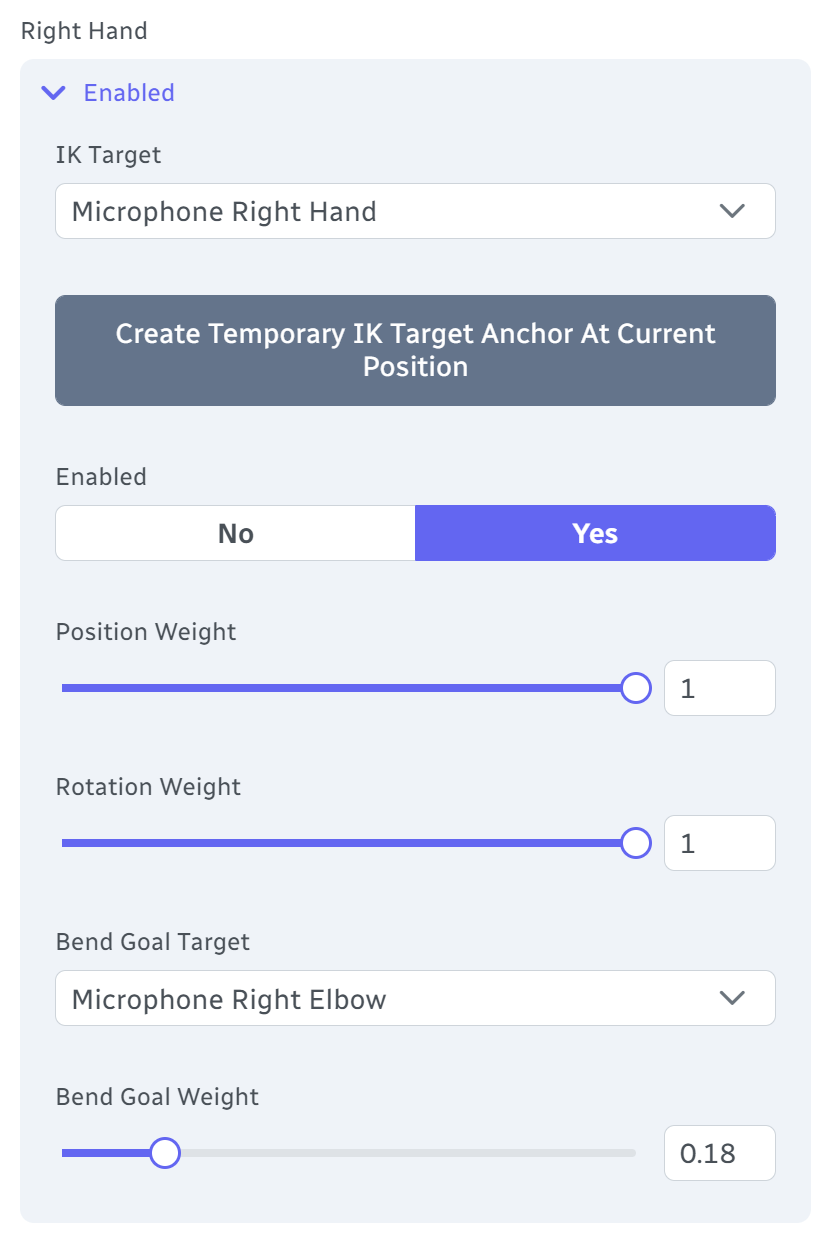 Right Hand
Enabled
IK Target
Microphone Right Hand
Create Temporary IK Target Anchor At Current
Position
Enabled
No
Yes
Position Weight
1
Rotation Weight
1
Bend Goal Target
Microphone Right Elbow
Bend Goal Weight
0.18